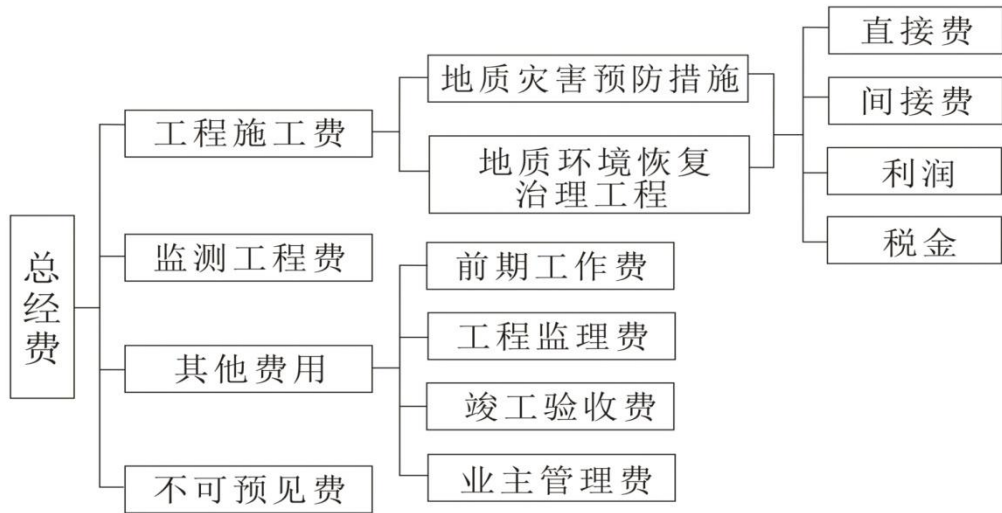 总经费
工程施工费
监测工程费
其他费用
不可预见费
地质灾害预防措施
地质环境恢复
治理工程
前期工作费
工程监理费
竣工验收费
业主管理费
直接费
间接费
利润
税金